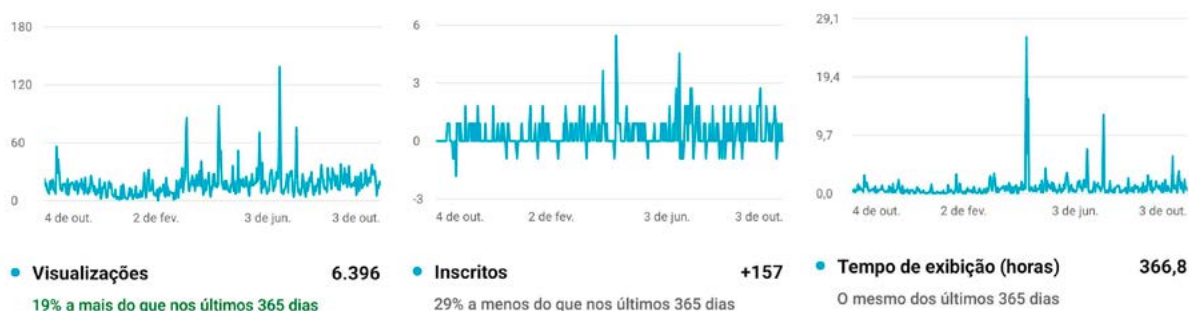 180
120
60
0
4 de out.
2 de fev.
3 de jun.
3 de out.
Visualizações
6.396
19% a mais do que nos últimos 365 dias
6
3
0
-3
4 de out.
2 de fev.
3 de jun.
3 de out.
Inscritos
+157
29% a menos do que nos últimos 365 dias
29,1
19,4
9,7
0,0
4 de out.
2 de fev.
3 de jun.
3 de out.
Tempo de exibição (horas)
366,8
O mesmo dos últimos 365 dias